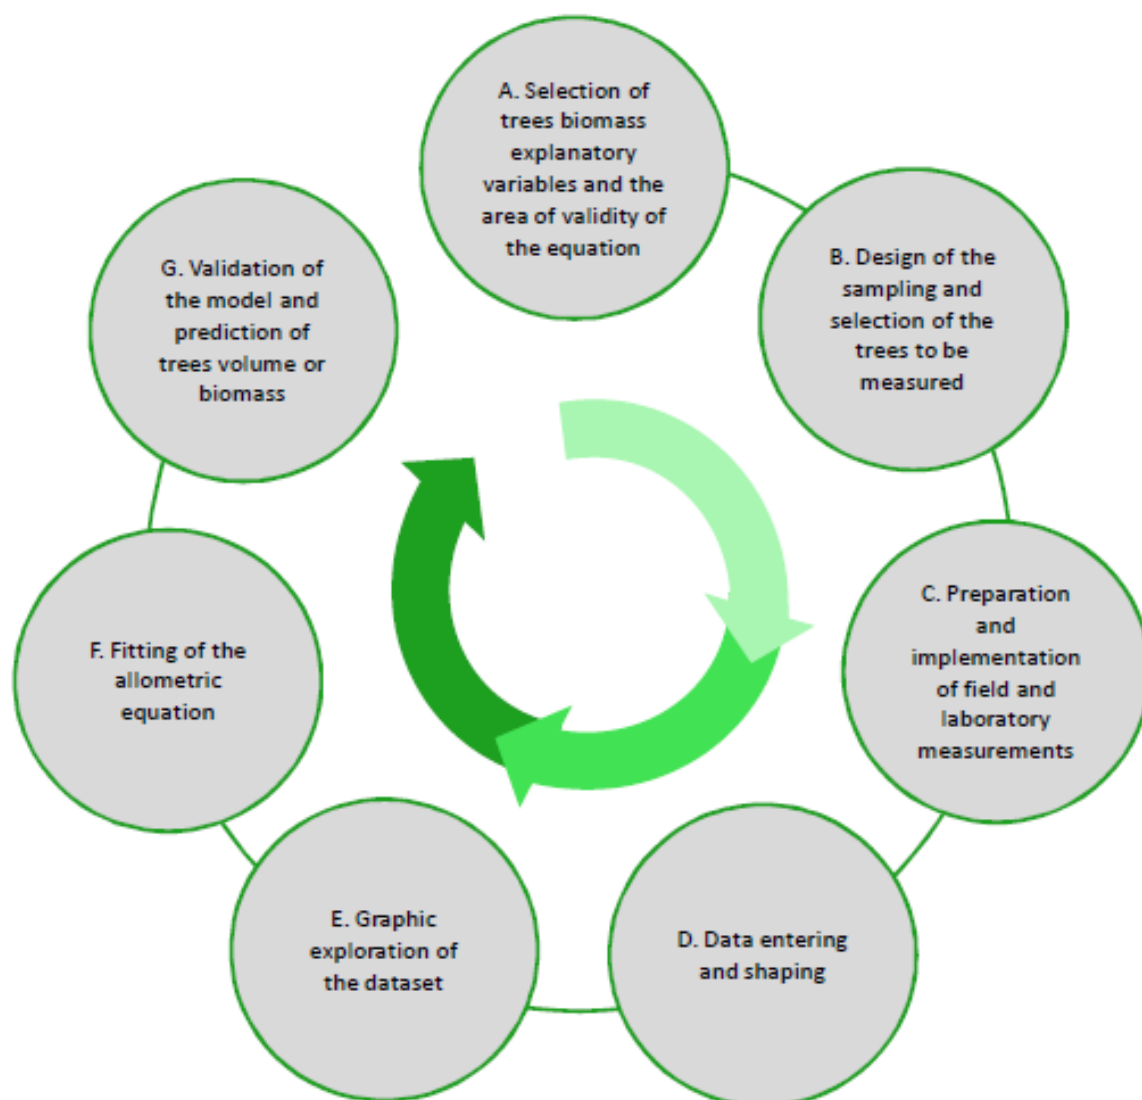 A. Selection of
trees biomass
explanatory
variables and the
area of validity of
the equation
B. Design of the
sampling and
selection of the
trees to be
measured
C. Preparation
and
implementation
of field and
laboratory
measurements
D. Data entering
and shaping
E. Graphic
exploration of
the dataset
F. Fitting of the
allometric
equation
G. Validation of
the model and
prediction of
trees volume or
biomass